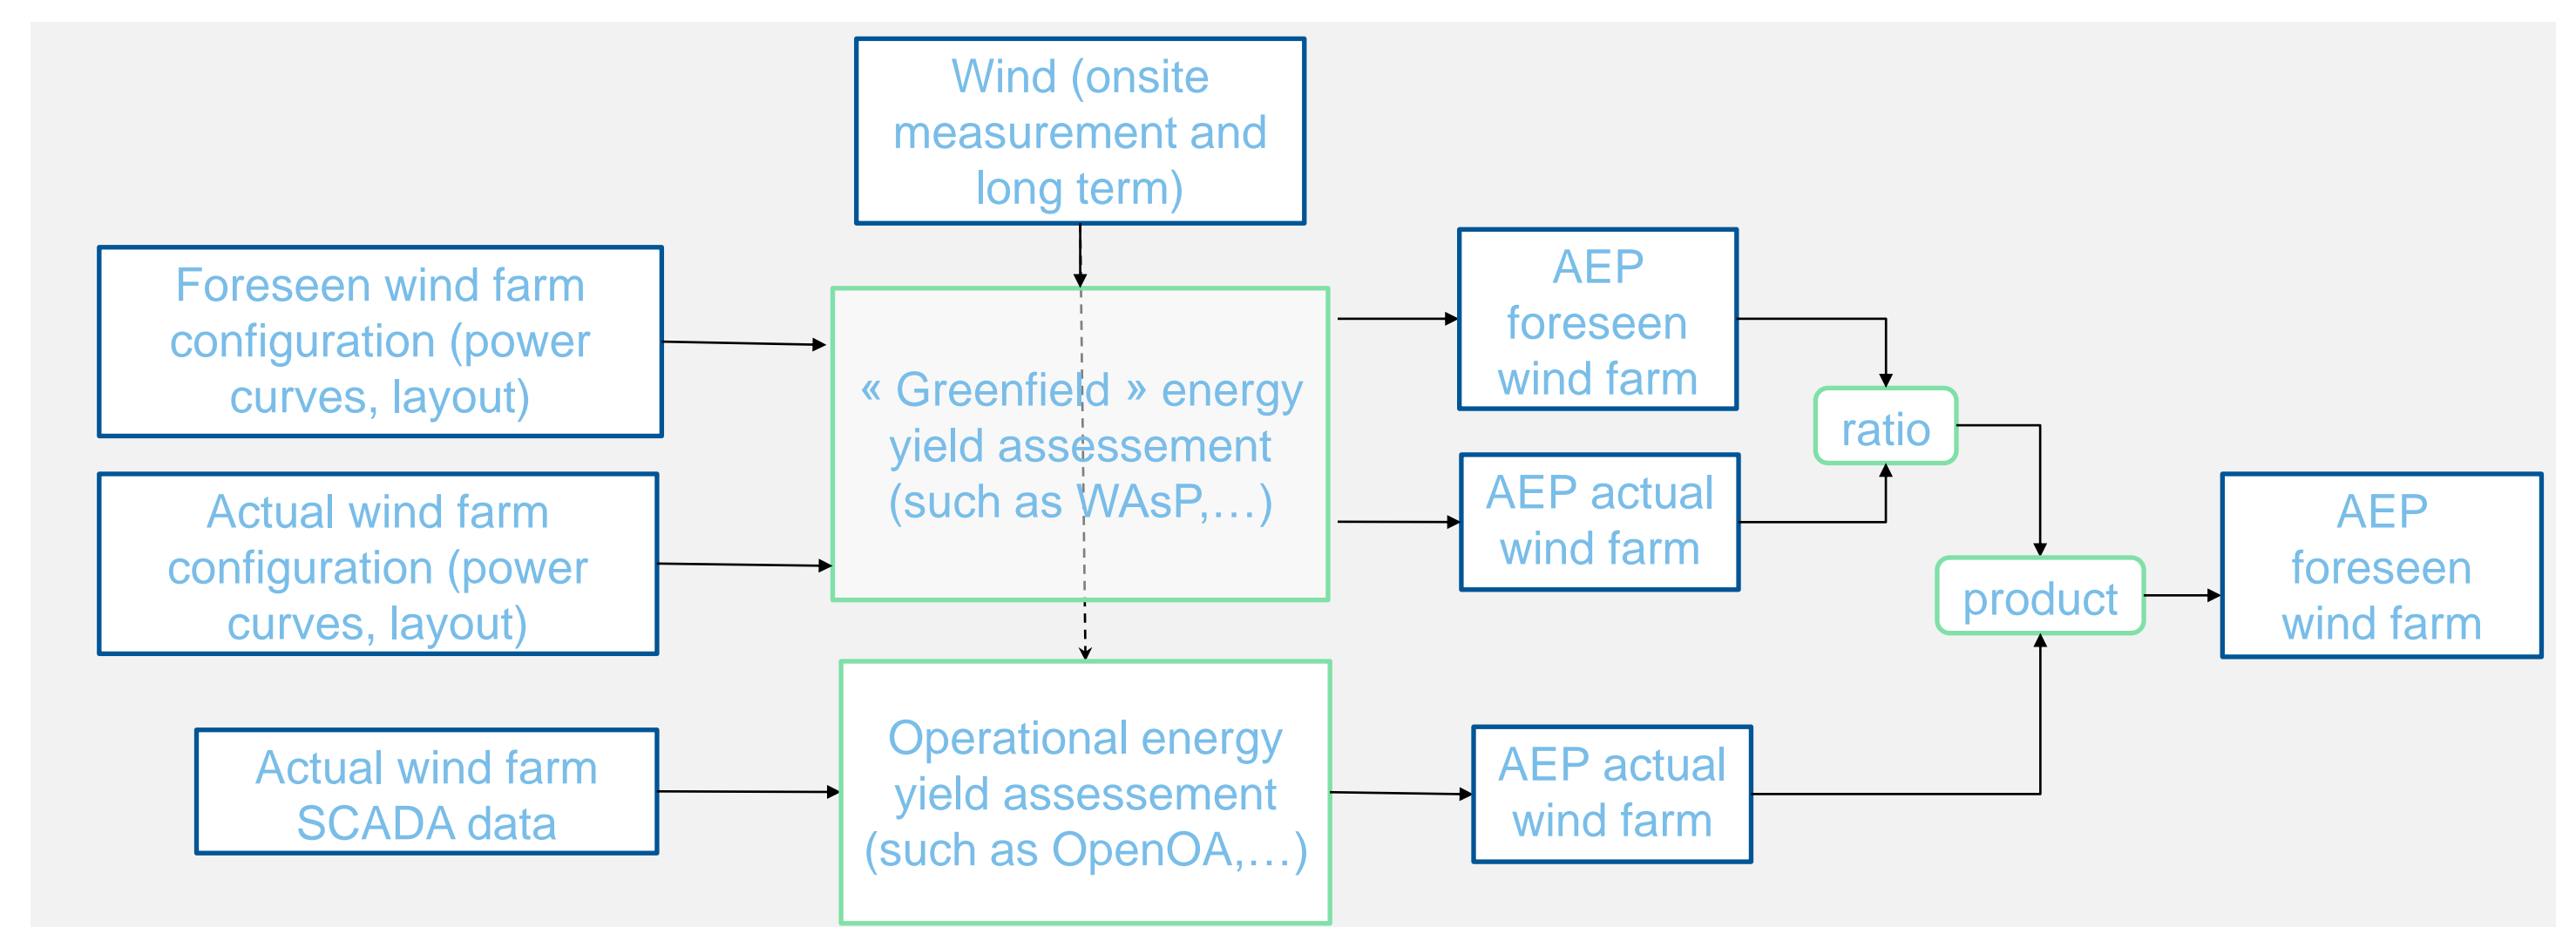 Wind (onsite
measurement and
long term)
Foreseen wind farm
configuration (power
curves, layout)
« Greenfield » energy
yield assessement
(such as WAsP,…)
AEP
foreseen
wind farm
ratio
Actual wind farm
configuration (power
curves, layout)
AEP actual
wind farm
product
AEP
foreseen
wind farm
Actual wind farm
SCADA data
Operational energy
yield assessement
(such as OpenOA,…)
AEP actual
wind farm